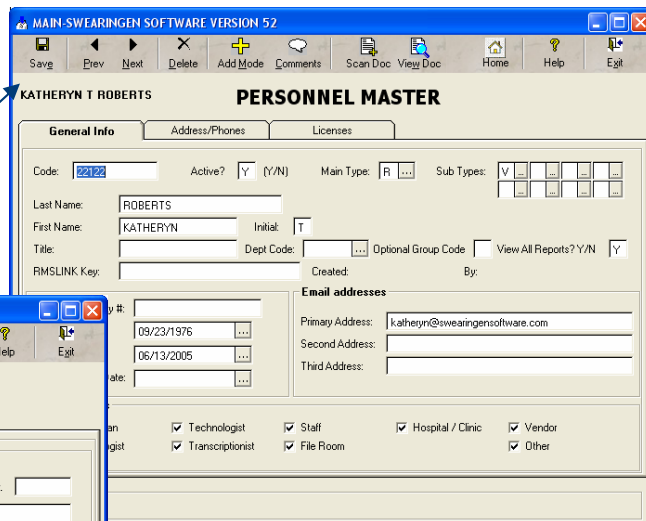 MAIN-SWEARINGEN SOFTWARE VERSION 52
Save Prev Next Delete Add Mode Comments Scan Doc View Doc Home Help Exit
KATHERYN T ROBERTS PERSONNEL MASTER
General Info Address/Phones Licenses
Code: 22122 Active? Y (Y/N) Main Type: R ... Sub Types: V
Last Name: ROBERTS
First Name: KATHERYN Initial: T
Title: Dept Code: ... Optional Group Code View All Reports? Y/N Y
RMSLINK Key: Created: By:
y #: Email addresses
09/23/1976 ... Primary Address: katheryn@swearingensoftware.com
06/13/2005 ... Second Address:
ate: ... Third Address:
an Technologist Staff Hospital / Clinic Vendor
gist Transcriptionist File Room Other
elp Exit